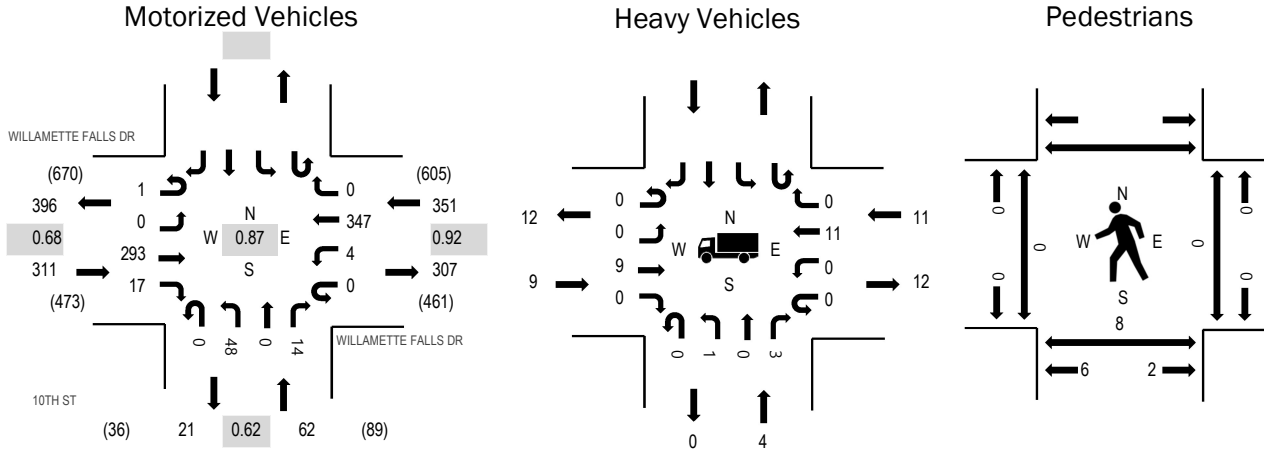 Motorized Vehicles
Heavy Vehicles
Pedestrians
WILLAMETTE FALLS DR
(670)
396
0.68
311
(473)
1
0
293
17
N
W 0.87 E
S
0
347
4
0
(605)
351
0.92
307
(461)
0
48
0
14
WILLAMETTE FALLS DR
10TH ST
(36) 21 0.62 62 (89)
12
9
0
0
9
0
N
W E
S
0
11
0
0
11
12
0
1
0
3
0 4
0
0
0
N
W E
S
8
0
0
0
6 2